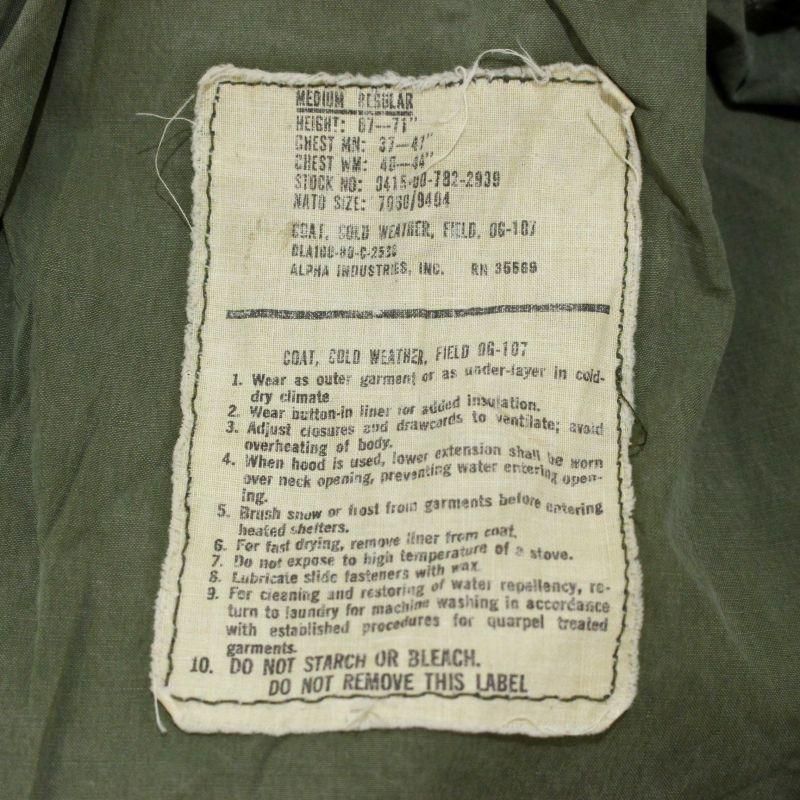 MEDIUM REGULAR
HEIGHT: 67—71"
CHEST MN: 37—41"
CHEST WM: 40—44"
STOCK NO: 8415-00-782-2939
NATO SIZE: 7080/9404
COAT, COLD WEATHER, FIELD, OG-107
DLA100-80-C-2536
ALPHA INDUSTRIES, INC. RN 35569
COAT, COLD WEATHER, FIELD OG-107
1. Wear as outer garment or as under-layer in cold-
dry climate
2. Wear button-in liner for added insulation.
3. Adjust closures and drawcords to ventilate; avoid
overheating of body.
4. When hood is used, lower extension shall be worn
over neck opening, preventing water entering open-
ing.
5. Brush snow or frost from garments before entering
heated shelters.
6. For fast drying, remove liner from coat.
7. Do not expose to high temperature of a stove.
8. Lubricate slide fasteners with wax.
9. For cleaning and restoring of water repellency, re-
turn to laundry for machine washing in accordance
with established procedures for quarpel treated
garments.
10. DO NOT STARCH OR BLEACH.
DO NOT REMOVE THIS LABEL